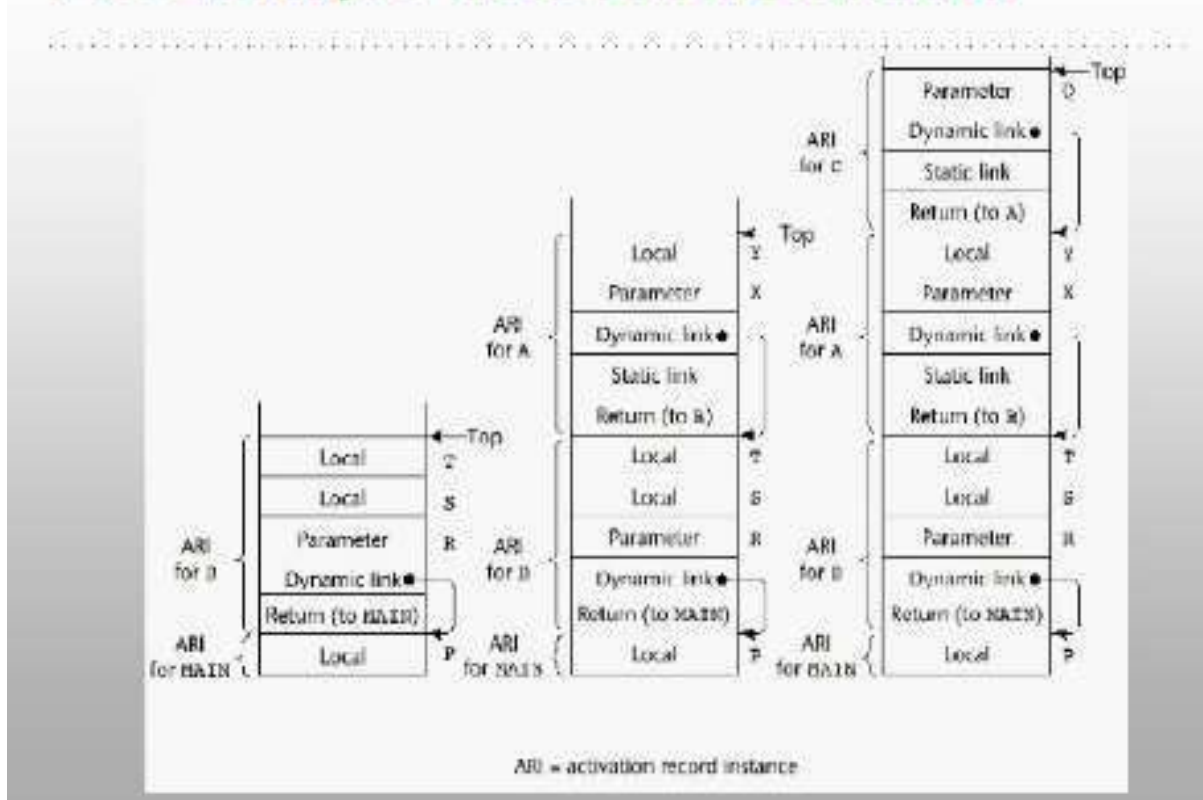 Top
Parameter
Dynamic link
ARI
for C
Static link
Return (to A)
Top
Local Y
Parameter X
ARI
for A
Dynamic link
Static link
Return (to B)
Local Y
Parameter X
ARI
for A
Dynamic link
Static link
Return (to B)
Top
Local
Local S
Parameter R
ARI
for B
Dynamic link
Return (to MAIN)
ARI
for MAIN
Local P
Local T
Local S
Parameter R
ARI
for B
Dynamic link
Return (to MAIN)
ARI
for MAIN
Local P
Local T
Local S
Parameter R
ARI
for B
Dynamic link
Return (to MAIN)
ARI
for MAIN
Local P
ARI = activation record instance